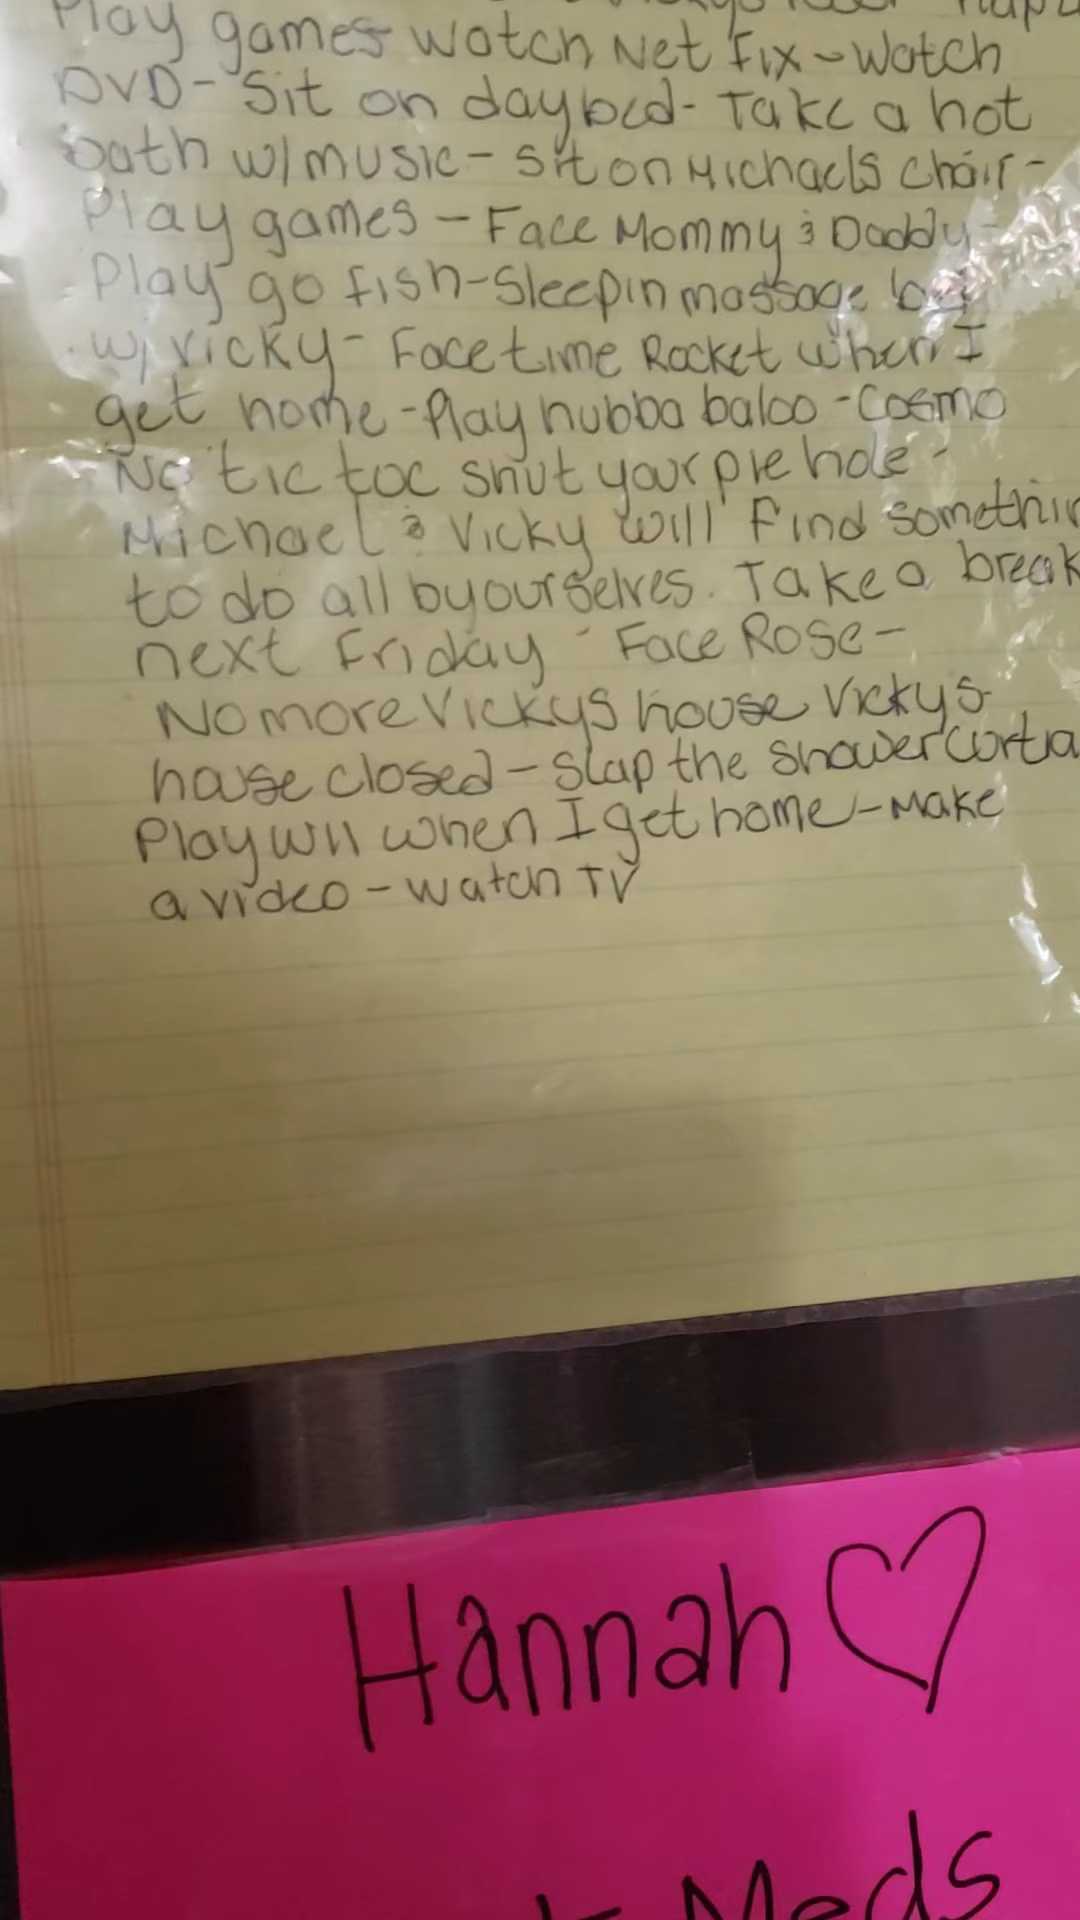 Play games watch Net Fix - Watch
DVD - Sit on daybed - Take a hot
bath w/ music - sit on Michaels chair -
Play games - Face Mommy & Daddy -
Play go fish - Sleep in massage
w/ Vicky - Facetime Rocket when I
get home - Play hubba baloo - Cosmo
No tic toc shut your pie hole -
Michael & Vicky will find somethin
to do all by ourselves. Take a break
next Friday - Face Rose -
No more Vickys house Vickys
house closed - Slap the shower curtia
Play wii when I get home - Make
a video - watch TV
Hannah ♡
Meds